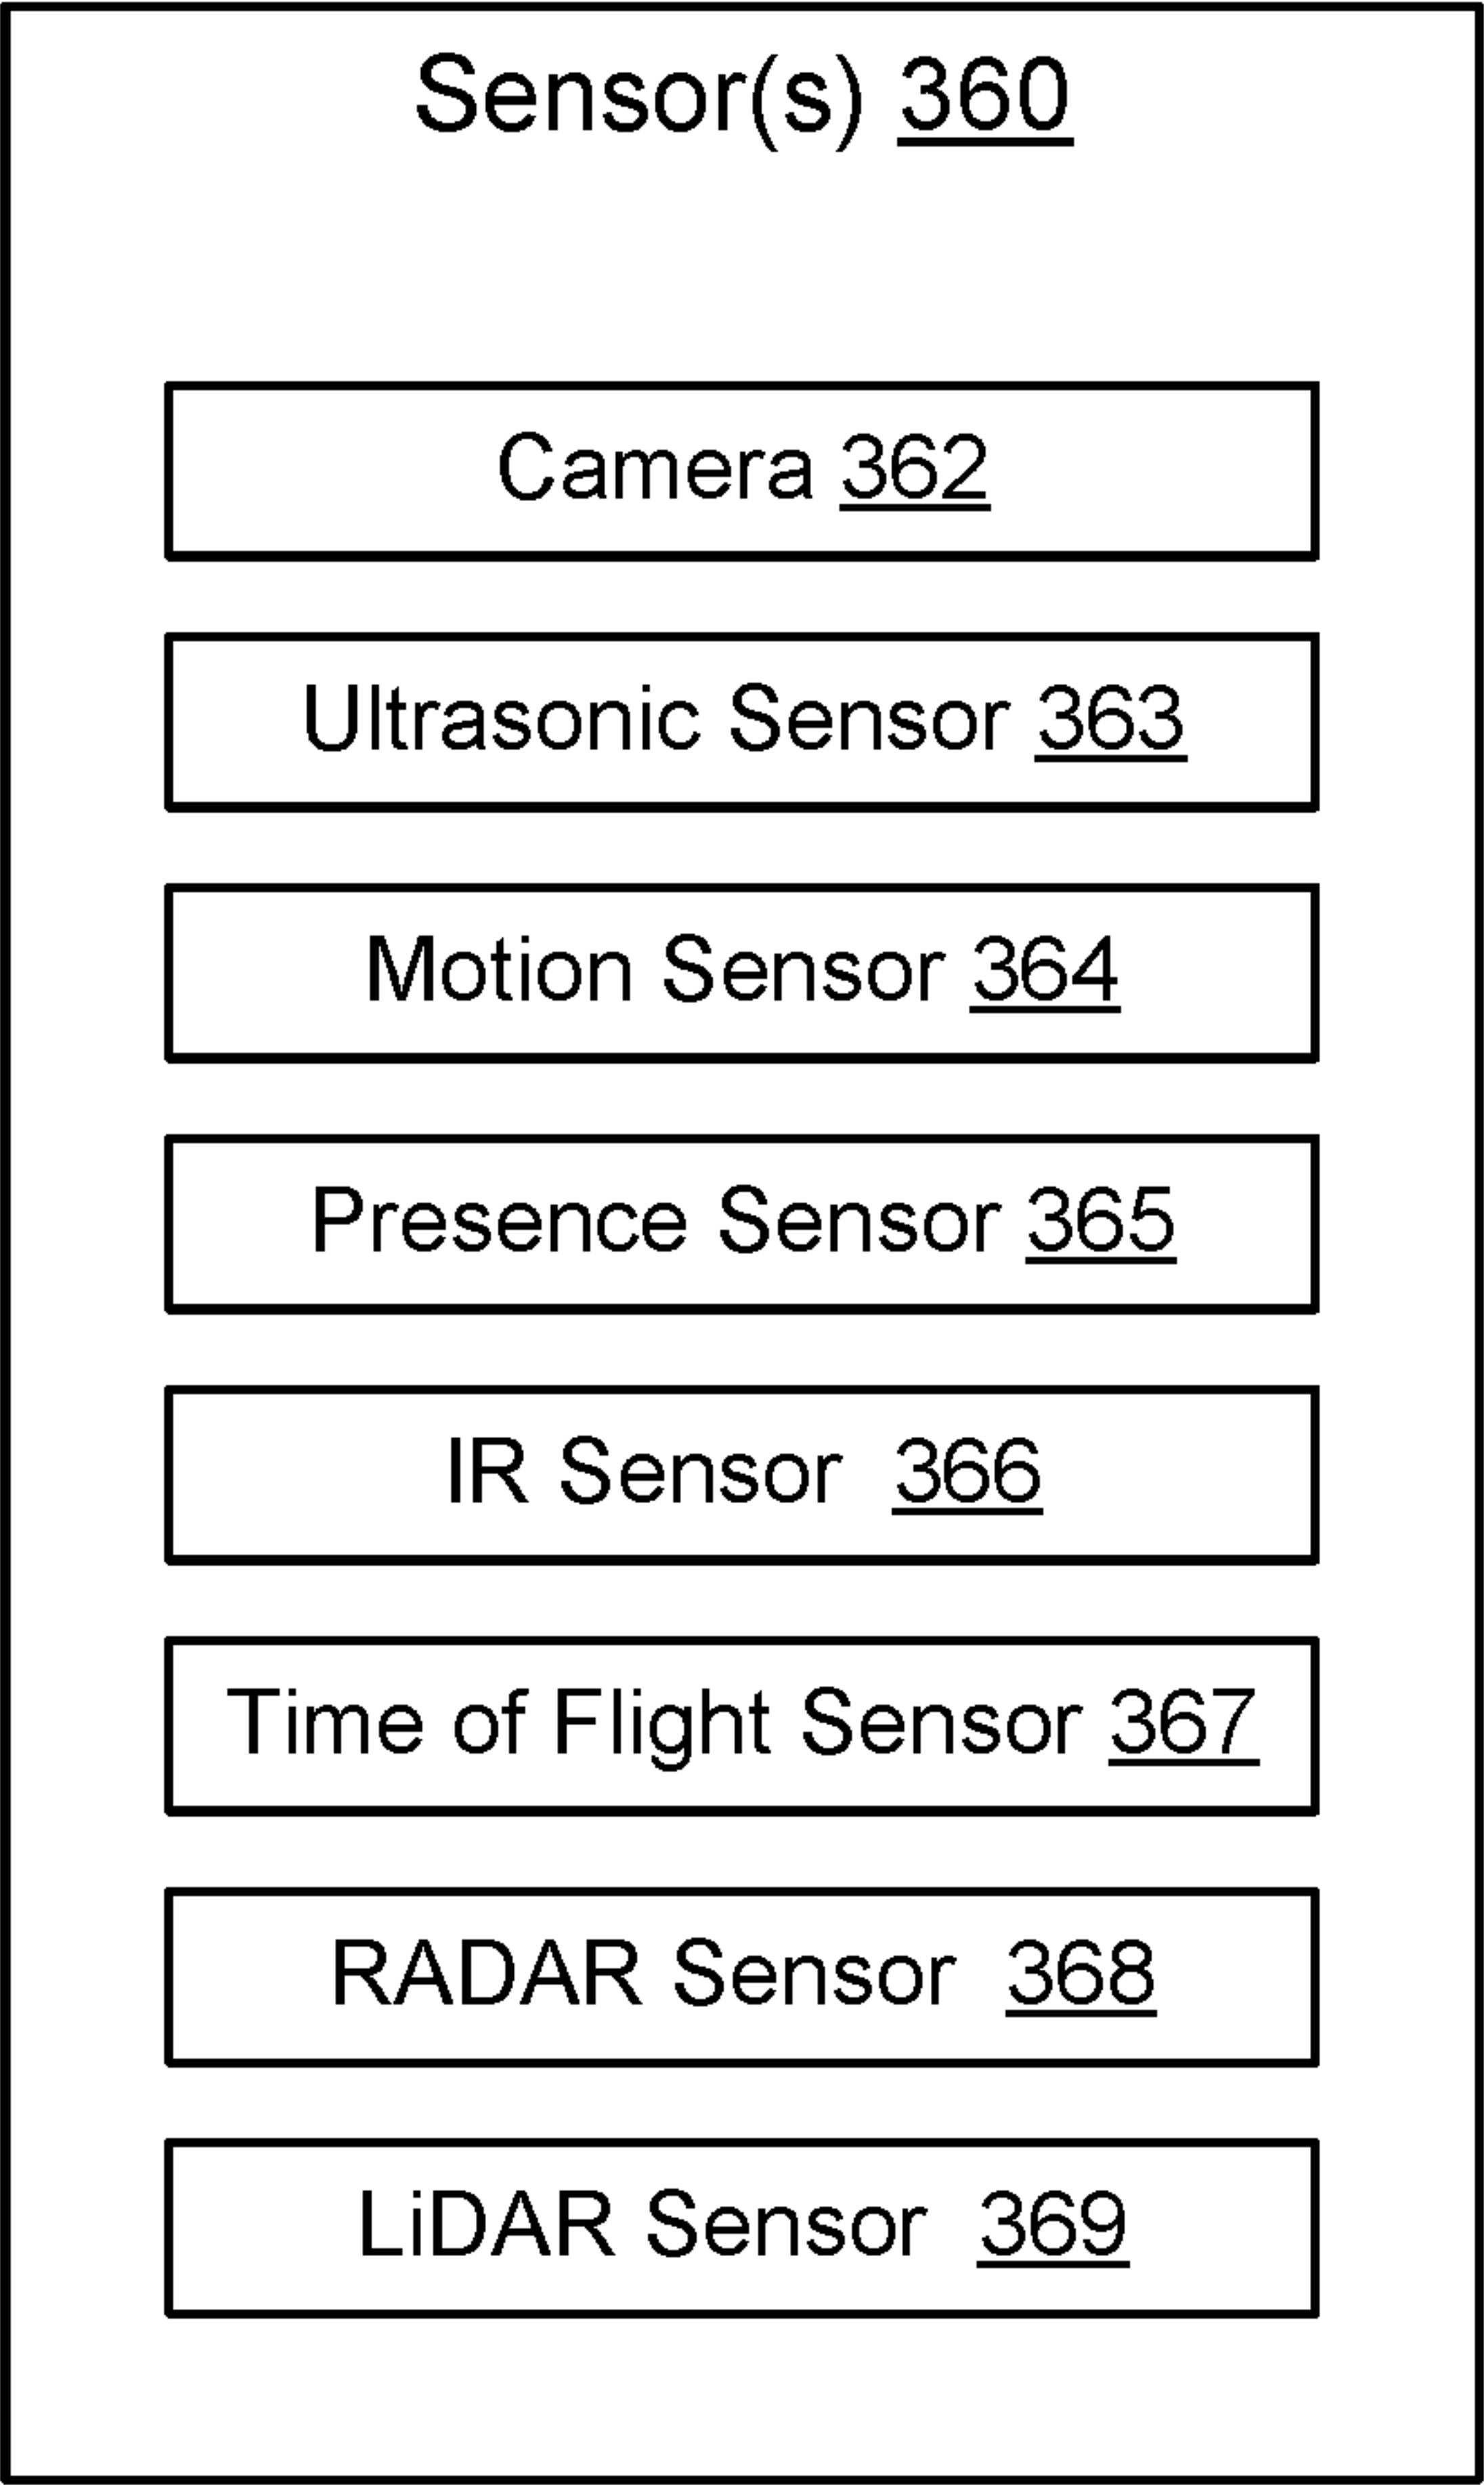 Sensor(s) 360
Camera 362
Ultrasonic Sensor 363
Motion Sensor 364
Presence Sensor 365
IR Sensor 366
Time of Flight Sensor 367
RADAR Sensor 368
LiDAR Sensor 369